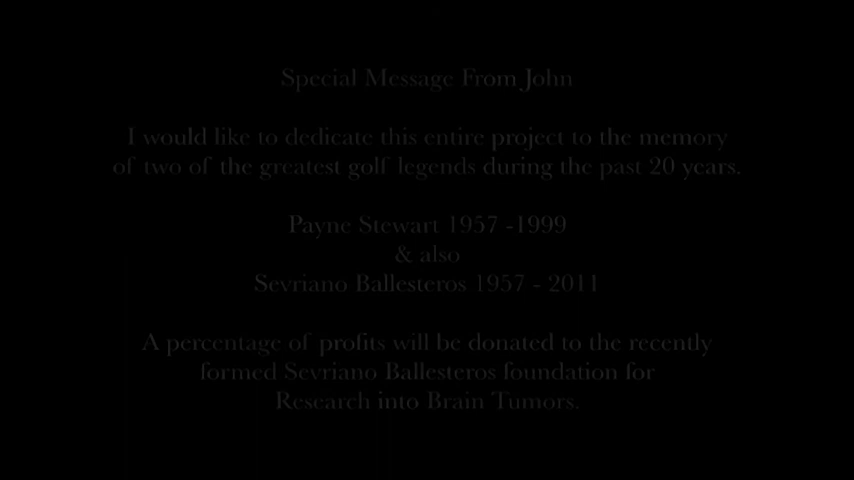 Special Message From John
I would like to dedicate this entire project to the memory
of two of the greatest golf legends during the past 20 years.
Payne Stewart 1957 -1999
& also
Sevriano Ballesteros 1957 - 2011
A percentage of profits will be donated to the recently
formed Sevriano Ballesteros foundation for
Research into Brain Tumors.